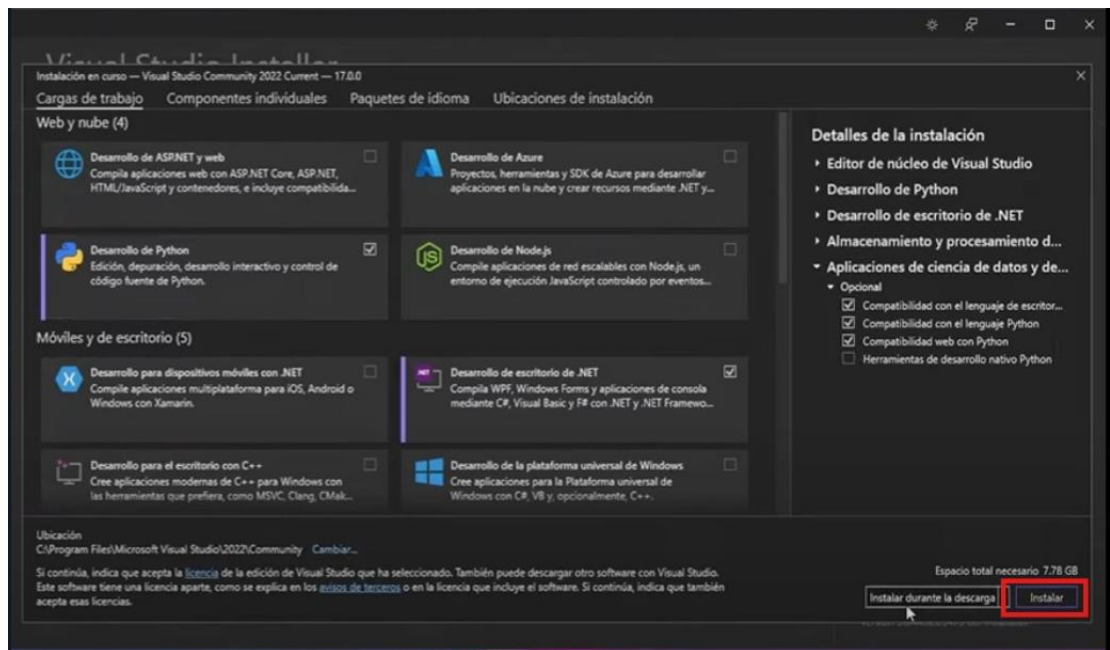 Visual Studio Installer
Instalación en curso — Visual Studio Community 2022 Current — 17.0.0
Cargas de trabajo Componentes individuales Paquetes de idioma Ubicaciones de instalación
Web y nube (4)
Desarrollo de ASP.NET y web
Compila aplicaciones web con ASP.NET Core, ASP.NET,
HTML/JavaScript y contenedores, e incluye compatibilida...
Desarrollo de Azure
Proyectos, herramientas y SDK de Azure para desarrollar
aplicaciones en la nube y crear recursos mediante .NET y...
Desarrollo de Python
Edición, depuración, desarrollo interactivo y control de
código fuente de Python.
Desarrollo de Node.js
Compile aplicaciones de red escalables con Node.js, un
entorno de ejecución JavaScript controlado por eventos...
Móviles y de escritorio (5)
Desarrollo para dispositivos móviles con .NET
Compile aplicaciones multiplataforma para iOS, Android o
Windows con Xamarin.
.NET
Desarrollo de escritorio de .NET
Compila WPF, Windows Forms y aplicaciones de consola
mediante C#, Visual Basic y F# con .NET y .NET Framewo...
Desarrollo para el escritorio con C++
Cree aplicaciones modernas de C++ para Windows con
las herramientas que prefiera, como MSVC, Clang, CMak...
Desarrollo de la plataforma universal de Windows
Cree aplicaciones para la Plataforma universal de
Windows con C#, VB y, opcionalmente, C++.
Detalles de la instalación
Editor de núcleo de Visual Studio
Desarrollo de Python
Desarrollo de escritorio de .NET
Almacenamiento y procesamiento d...
Aplicaciones de ciencia de datos y de...
Opcional
Compatibilidad con el lenguaje de escritor...
Compatibilidad con el lenguaje Python
Compatibilidad web con Python
Herramientas de desarrollo nativo Python
Ubicación
C:\Program Files\Microsoft Visual Studio\2022\Community Cambiar...
Si continúa, indica que acepta la licencia de la edición de Visual Studio que ha seleccionado. También puede descargar otro software con Visual Studio.
Este software tiene una licencia aparte, como se explica en los avisos de terceros o en la licencia que incluye el software. Si continúa, indica que también
acepta esas licencias.
Espacio total necesario 7.78 GB
Instalar durante la descarga
Instalar